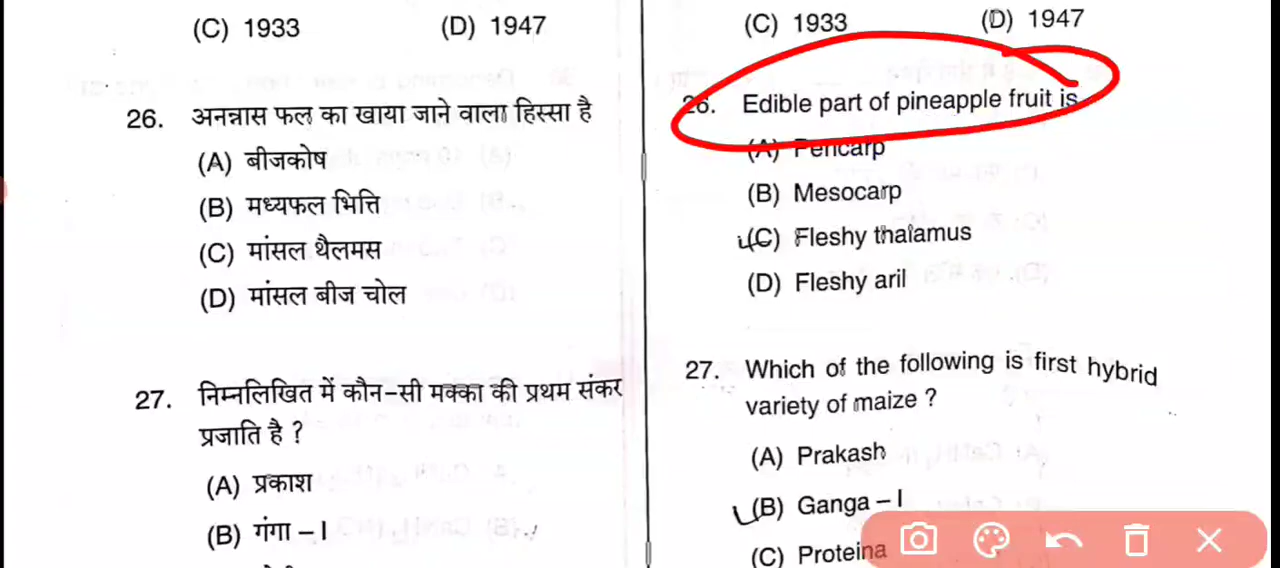 (C) 1933 (D) 1947
26. अनन्नास फल का खाया जाने वाला हिस्सा है
(A) बीजकोष
(B) मध्यफल भित्ति
(C) मांसल थैलमस
(D) मांसल बीज चोल
27. निम्नलिखित में कौन-सी मक्का की प्रथम संकर
प्रजाति है ?
(A) प्रकाश
(B) गंगा – I
(C) 1933 (D) 1947
26. Edible part of pineapple fruit is
(A) Pericarp
(B) Mesocarp
(C) Fleshy thalamus
(D) Fleshy aril
27. Which of the following is first hybrid
variety of maize ?
(A) Prakash
(B) Ganga – I
(C) Proteina